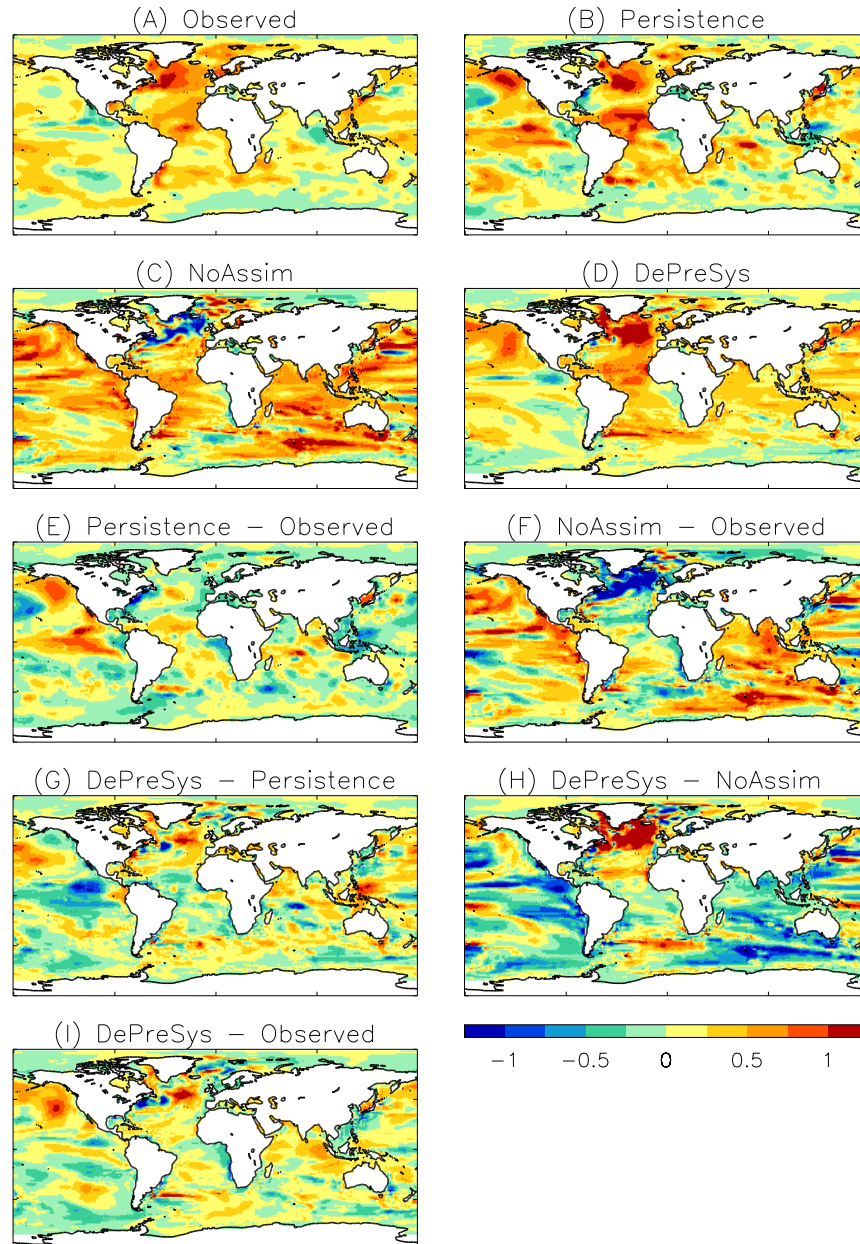 (A) Observed
(B) Persistence
(C) NoAssim
(D) DePreSys
(E) Persistence − Observed
(F) NoAssim − Observed
(G) DePreSys − Persistence
(H) DePreSys − NoAssim
(I) DePreSys − Observed
−1 −0.5 0 0.5 1